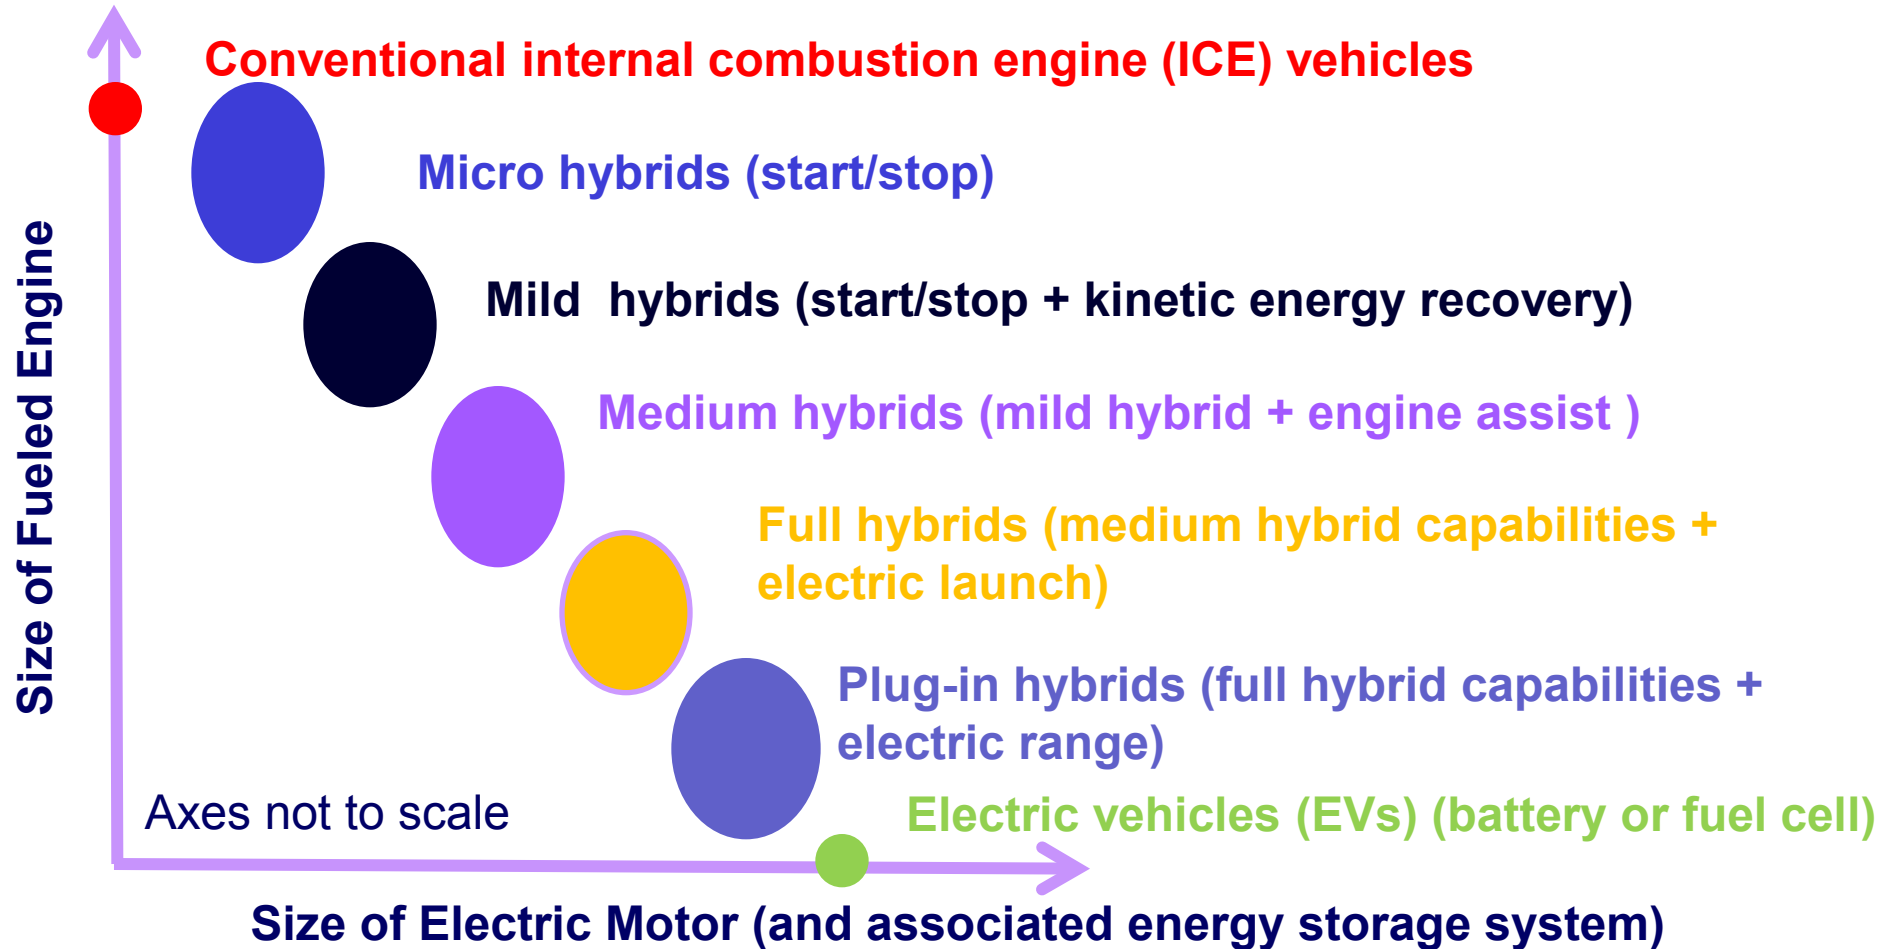 Conventional internal combustion engine (ICE) vehicles
Micro hybrids (start/stop)
Mild  hybrids (start/stop + kinetic energy recovery)
Medium hybrids (mild hybrid + engine assist )
Full hybrids (medium hybrid capabilities +
electric launch)
Plug-in hybrids (full hybrid capabilities +
electric range)
Electric vehicles (EVs) (battery or fuel cell)
Size of Fueled Engine
Axes not to scale
Size of Electric Motor (and associated energy storage system)